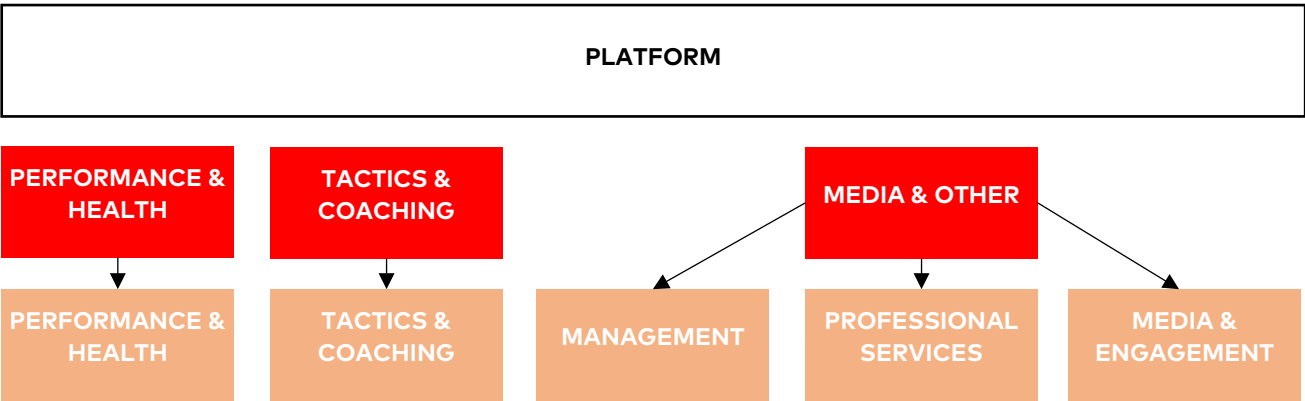 PLATFORM
PERFORMANCE &
HEALTH
TACTICS &
COACHING
MEDIA & OTHER
PERFORMANCE &
HEALTH
TACTICS &
COACHING
MANAGEMENT
PROFESSIONAL
SERVICES
MEDIA &
ENGAGEMENT